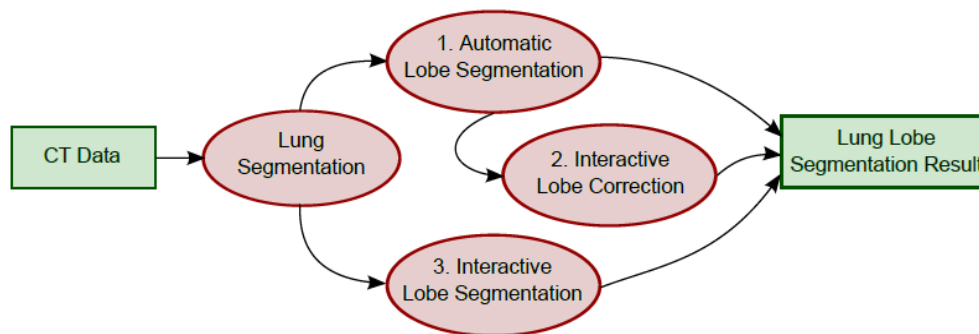 CT Data
Lung
Segmentation
1. Automatic
Lobe Segmentation
2. Interactive
Lobe Correction
3. Interactive
Lobe Segmentation
Lung Lobe
Segmentation Result